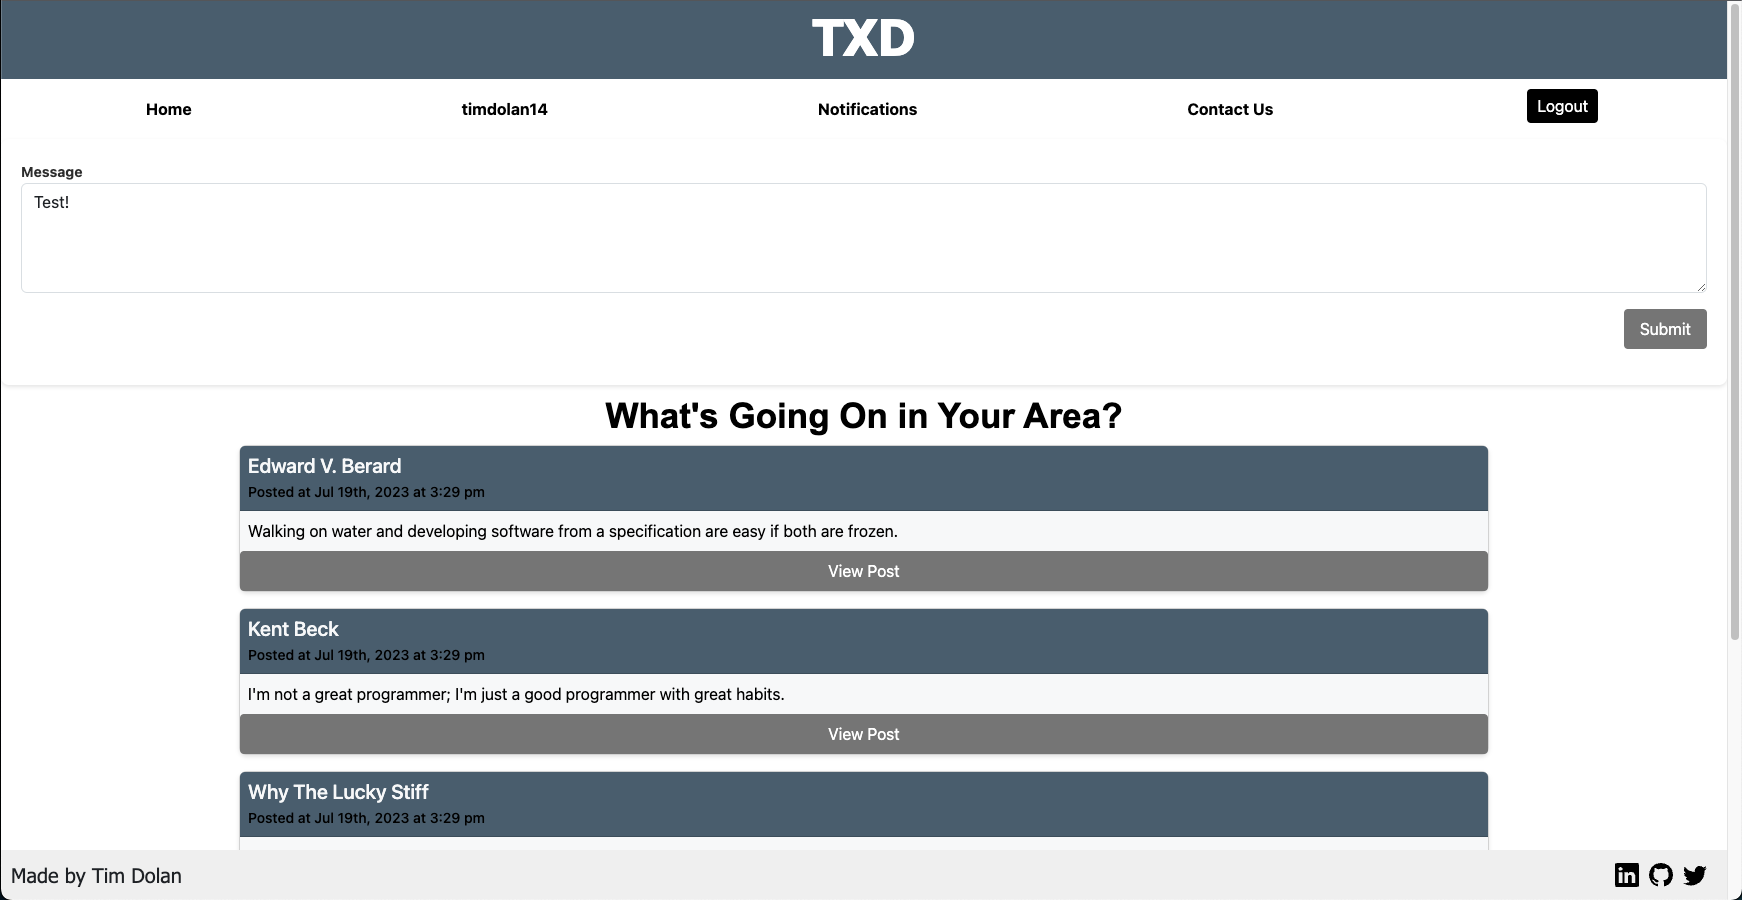 TXD
Home timdolan14 Notifications Contact Us Logout
Message
Test!
Submit
What's Going On in Your Area?
Edward V. Berard
Posted at Jul 19th, 2023 at 3:29 pm
Walking on water and developing software from a specification are easy if both are frozen.
View Post
Kent Beck
Posted at Jul 19th, 2023 at 3:29 pm
I'm not a great programmer; I'm just a good programmer with great habits.
View Post
Why The Lucky Stiff
Posted at Jul 19th, 2023 at 3:29 pm
Made by Tim Dolan